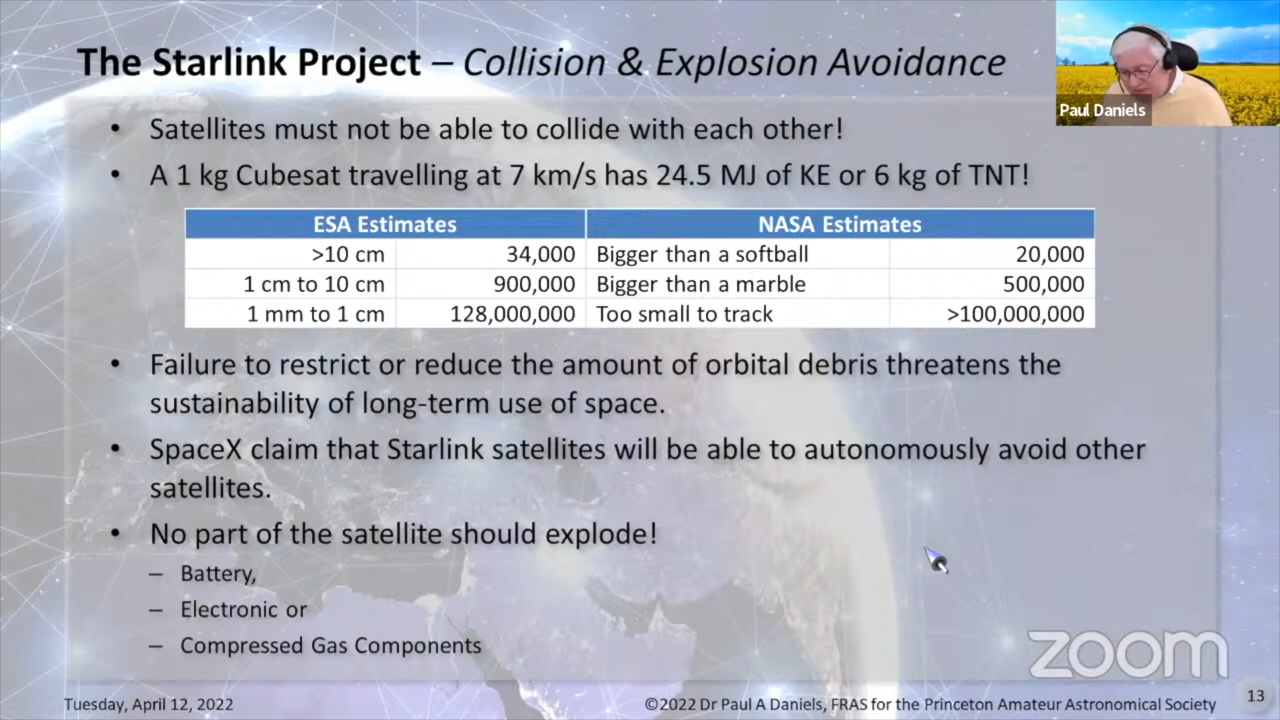 The Starlink Project – Collision & Explosion Avoidance
Paul Daniels
• Satellites must not be able to collide with each other!
• A 1 kg Cubesat travelling at 7 km/s has 24.5 MJ of KE or 6 kg of TNT!
ESA Estimates NASA Estimates
>10 cm 34,000 Bigger than a softball 20,000
1 cm to 10 cm 900,000 Bigger than a marble 500,000
1 mm to 1 cm 128,000,000 Too small to track >100,000,000
• Failure to restrict or reduce the amount of orbital debris threatens the
sustainability of long-term use of space.
• SpaceX claim that Starlink satellites will be able to autonomously avoid other
satellites.
• No part of the satellite should explode!
– Battery,
– Electronic or
– Compressed Gas Components
zoom
Tuesday, April 12, 2022 ©2022 Dr Paul A Daniels, FRAS for the Princeton Amateur Astronomical Society 13